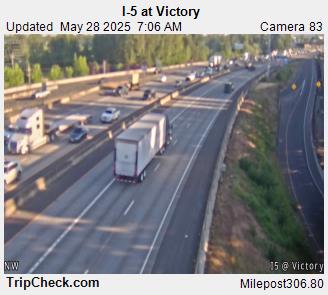 I-5 at Victory
Updated  May 28 2025  7:06 AM
Camera 83
NW
I5 @ Victory
TripCheck.com
Milepost306.80